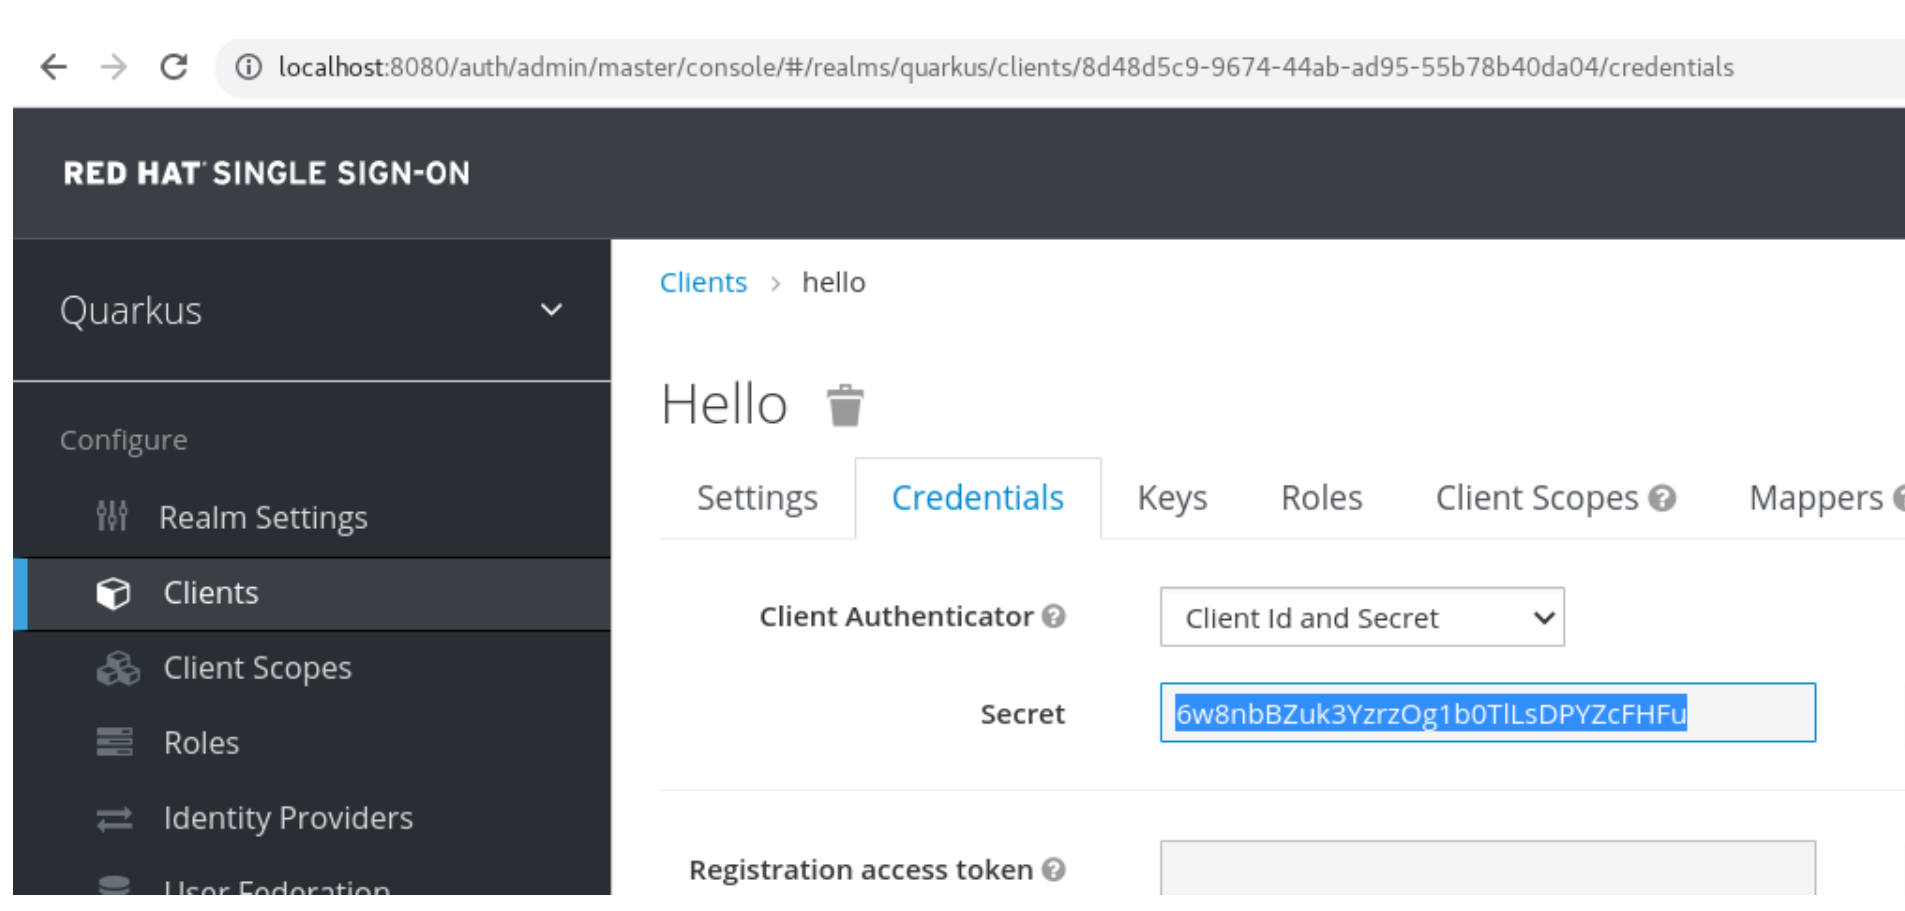 localhost:8080/auth/admin/master/console/#/realms/quarkus/clients/8d48d5c9-9674-44ab-ad95-55b78b40da04/credentials
RED HAT SINGLE SIGN-ON
Quarkus
Configure
Realm Settings
Clients
Client Scopes
Roles
Identity Providers
User Federation
Clients > hello
Hello
Settings Credentials Keys Roles Client Scopes Mappers
Client Authenticator Client Id and Secret
Secret 6w8nbBZuk3YzrzOg1b0TlLsDPYZcFHFu
Registration access token